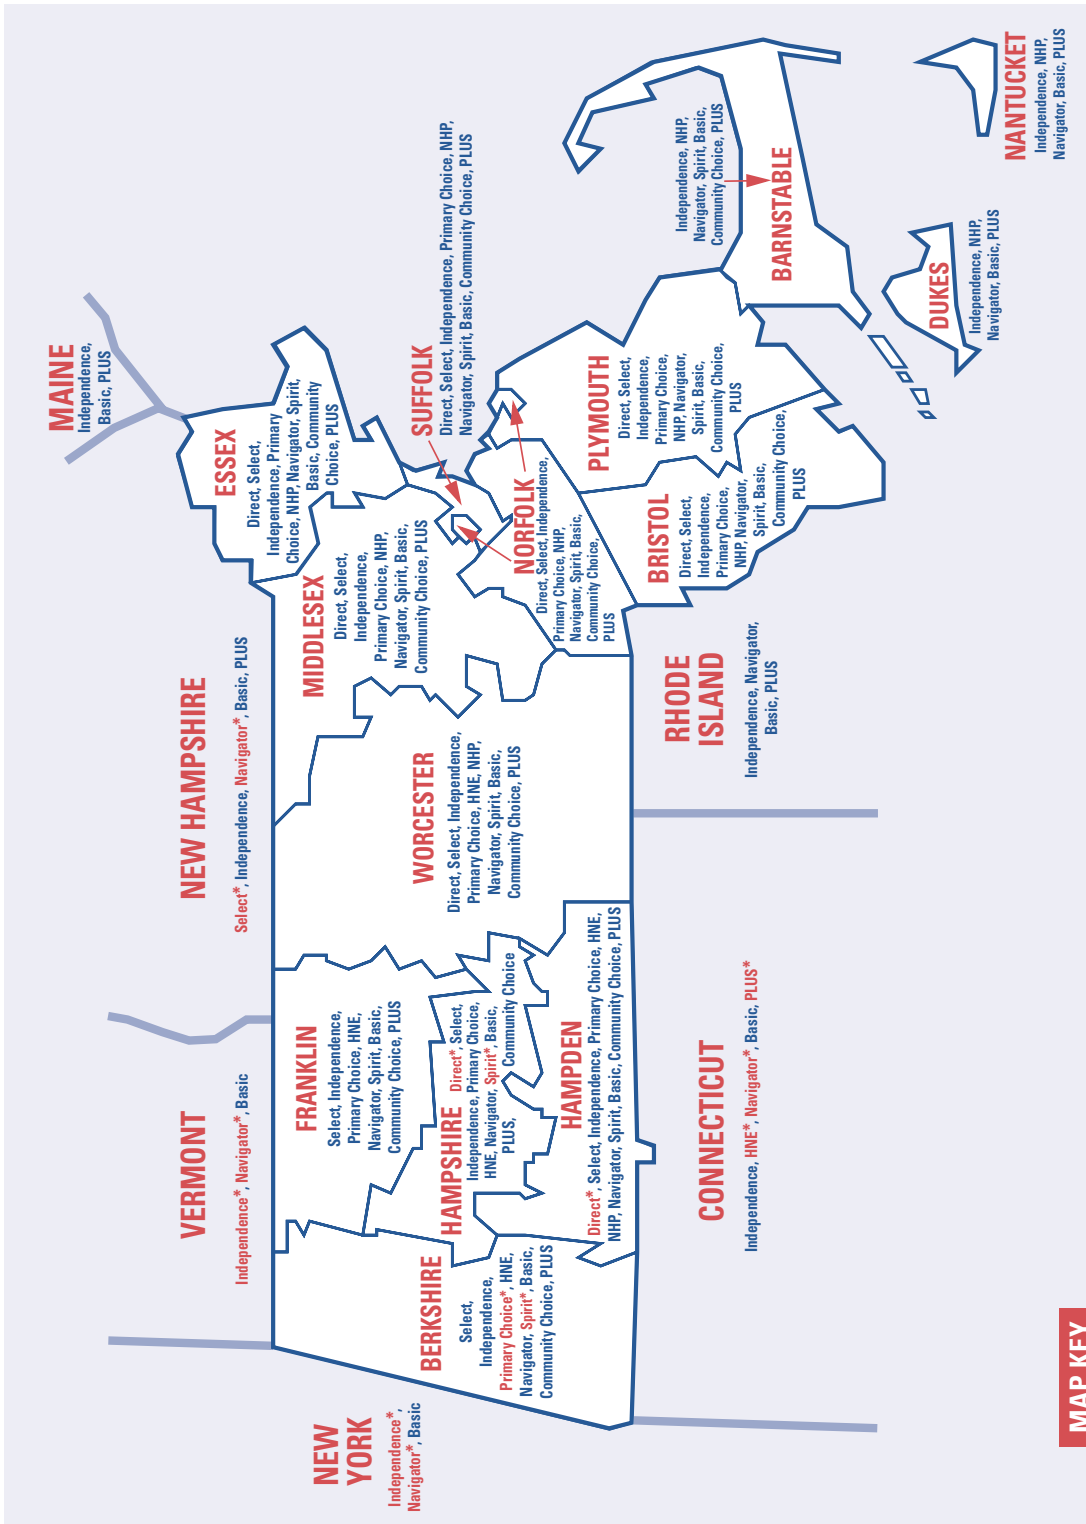 MAINE
Independence,
Basic, PLUS
NEW HAMPSHIRE
Select*, Independence, Navigator*, Basic, PLUS
VERMONT
Independence*, Navigator*, Basic
NEW
YORK
Independence*,
Navigator*, Basic
ESSEX
Direct, Select,
Independence, Primary
Choice, NHP, Navigator, Spirit,
Basic, Community
Choice, PLUS
MIDDLESEX
Direct, Select,
Independence,
Primary Choice, NHP,
Navigator, Spirit, Basic,
Community Choice, PLUS
SUFFOLK
Direct, Select, Independence, Primary Choice, NHP,
Navigator, Spirit, Basic, Community Choice, PLUS
WORCESTER
Direct, Select, Independence,
Primary Choice, HNE, NHP,
Navigator, Spirit, Basic,
Community Choice, PLUS
FRANKLIN
Select, Independence,
Primary Choice, HNE,
Navigator, Spirit, Basic,
Community Choice, PLUS
HAMPSHIRE Direct*, Select,
Independence, Primary Choice,
HNE, Navigator, Spirit*, Basic,
PLUS, Community Choice
BERKSHIRE
Select,
Independence,
Primary Choice*, HNE,
Navigator, Spirit*, Basic,
Community Choice, PLUS
HAMPDEN
Direct*, Select, Independence, Primary Choice, HNE,
NHP, Navigator, Spirit, Basic, Community Choice, PLUS
NORFOLK
Direct, Select, Independence,
Primary Choice, NHP,
Navigator, Spirit, Basic,
Community Choice,
PLUS
PLYMOUTH
Direct, Select,
Independence,
Primary Choice,
NHP, Navigator,
Spirit, Basic,
Community Choice,
PLUS
BRISTOL
Direct, Select,
Independence,
Primary Choice,
NHP, Navigator,
Spirit, Basic,
Community Choice,
PLUS
Independence, NHP,
Navigator, Spirit, Basic,
Community Choice, PLUS
BARNSTABLE
DUKES
Independence, NHP,
Navigator, Basic, PLUS
NANTUCKET
Independence, NHP,
Navigator, Basic, PLUS
RHODE
ISLAND
Independence, Navigator,
Basic, PLUS
CONNECTICUT
Independence, HNE*, Navigator*, Basic, PLUS*
MAP KEY